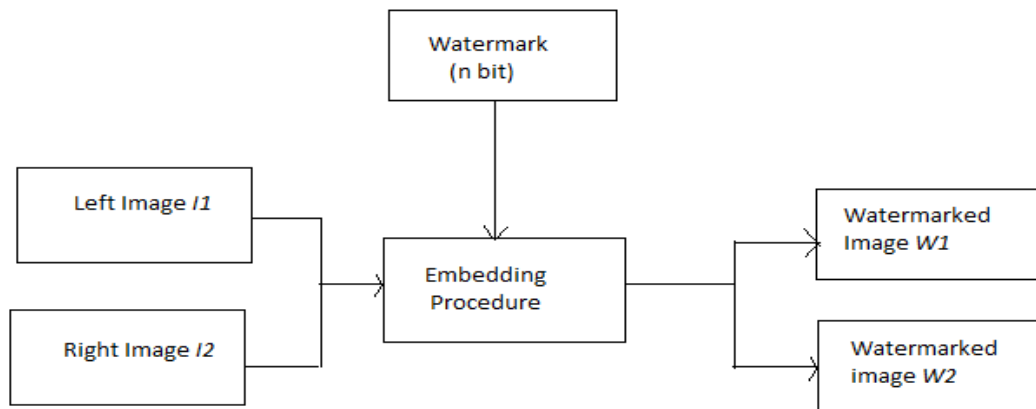 Watermark
(n bit)
Left Image I1
Right Image I2
Embedding
Procedure
Watermarked
Image W1
Watermarked
image W2